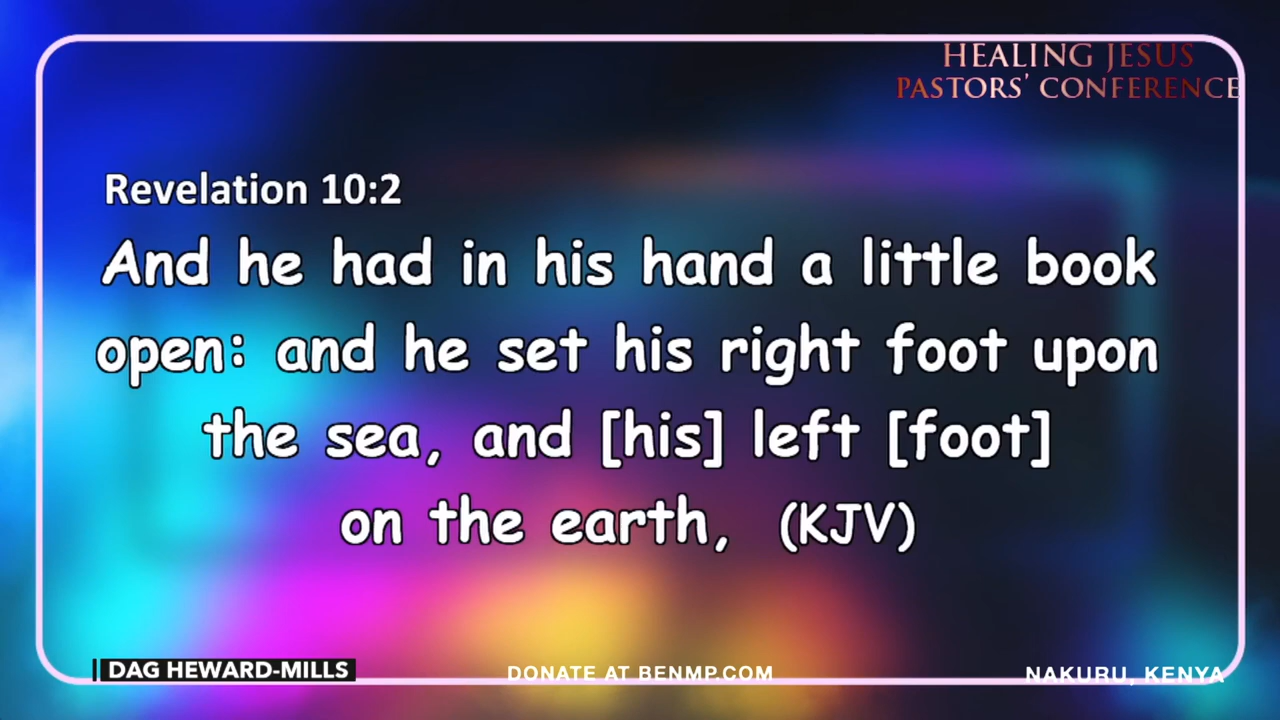 HEALING JESUS
PASTORS' CONFERENCE
Revelation 10:2
And he had in his hand a little book
open: and he set his right foot upon
the sea, and [his] left [foot]
on the earth, (KJV)
DAG HEWARD-MILLS
DONATE AT BENMP.COM
NAKURU, KENYA